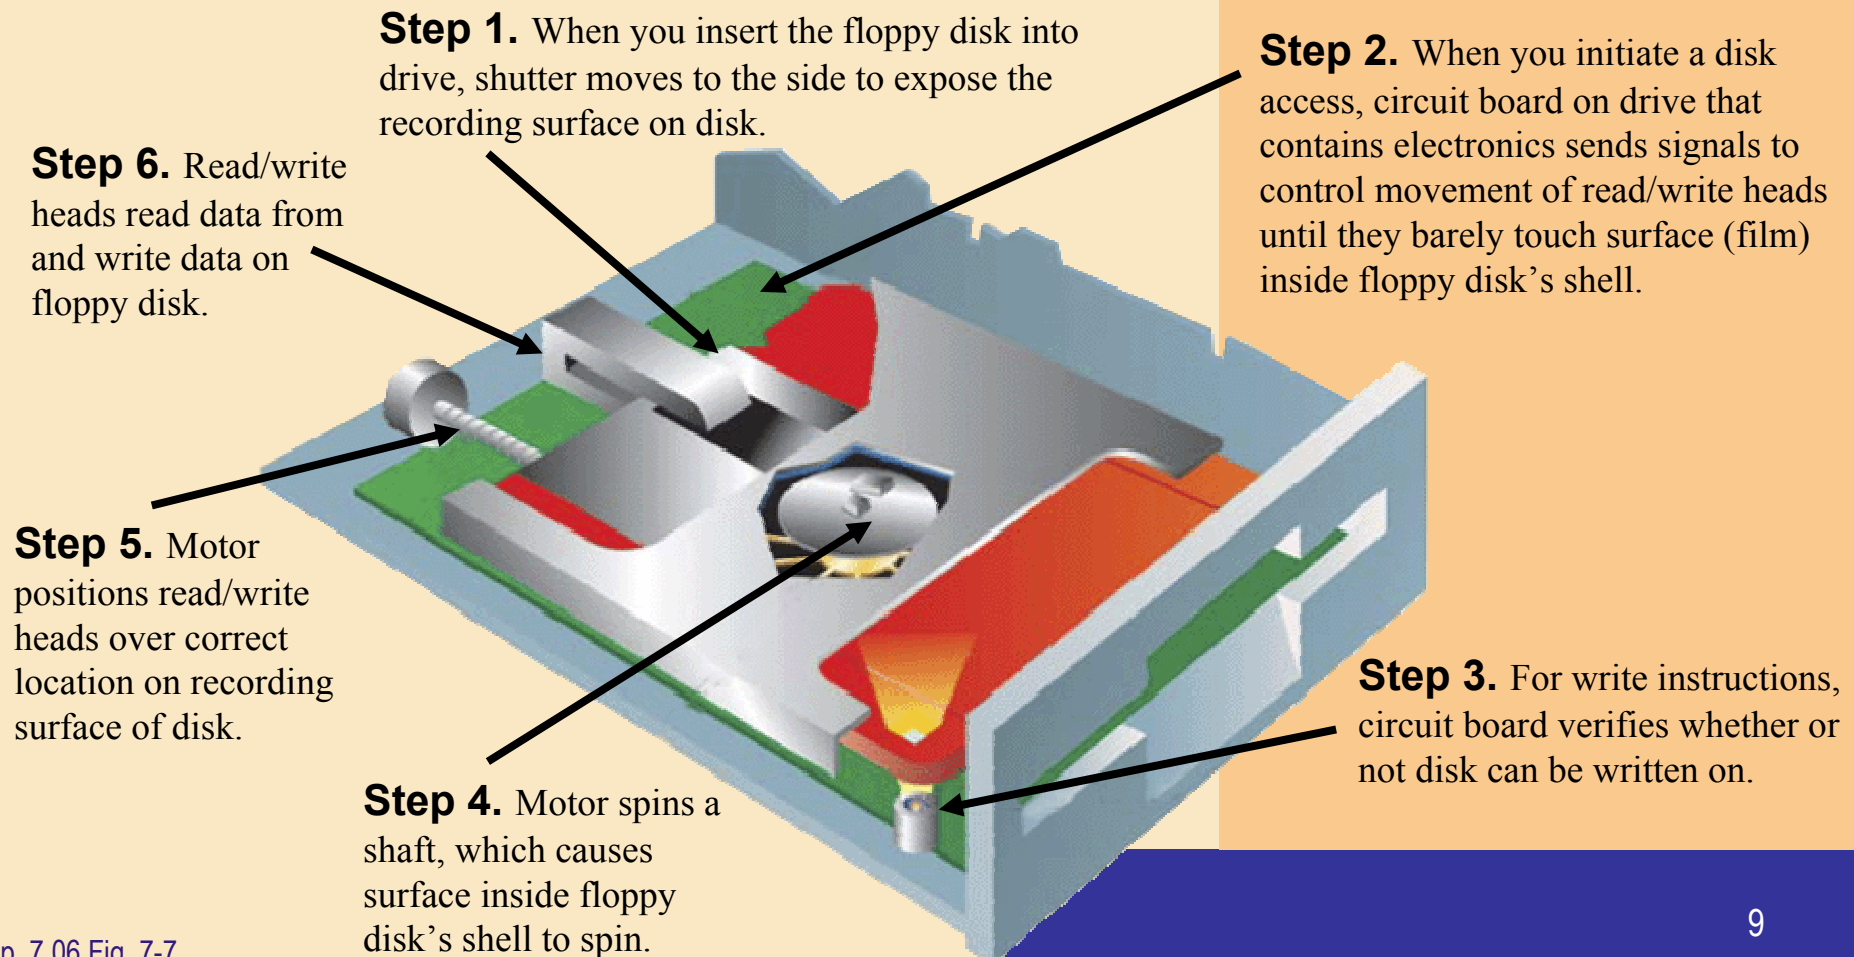 Step 1. When you insert the floppy disk into
drive, shutter moves to the side to expose the
recording surface on disk.
Step 2. When you initiate a disk
access, circuit board on drive that
contains electronics sends signals to
control movement of read/write heads
until they barely touch surface (film)
inside floppy disk’s shell.
Step 3. For write instructions,
circuit board verifies whether or
not disk can be written on.
Step 4. Motor spins a
shaft, which causes
surface inside floppy
disk’s shell to spin.
Step 5. Motor
positions read/write
heads over correct
location on recording
surface of disk.
Step 6. Read/write
heads read data from
and write data on
floppy disk.
p. 7.06 Fig. 7-7
9